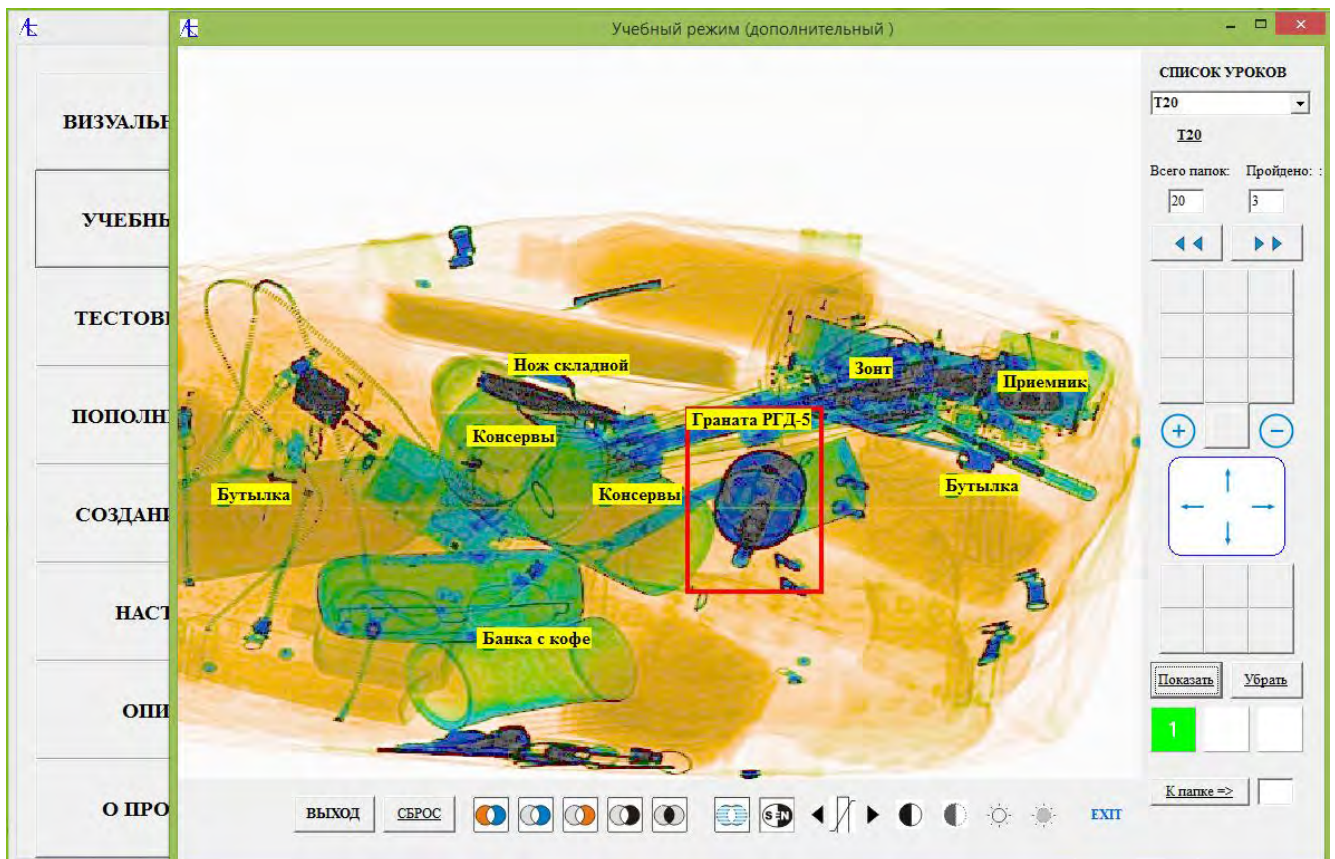 Учебный режим (дополнительный )
ВИЗУАЛЬН
УЧЕБНЬ
ТЕСТОВ
ПОПОЛН
СОЗДАН
НАСТ
ОПИ
О ПРО
Нож складной
Зонт
Приемник
Граната РГД-5
Консервы
Бутылка
Консервы
Бутылка
Банка с кофе
СПИСОК УРОКОВ
T20
T20
Всего папок: Пройдено: :
20 3
Показать Убрать
1
К папке =>
ВЫХОД СБРОС SEN EXIT